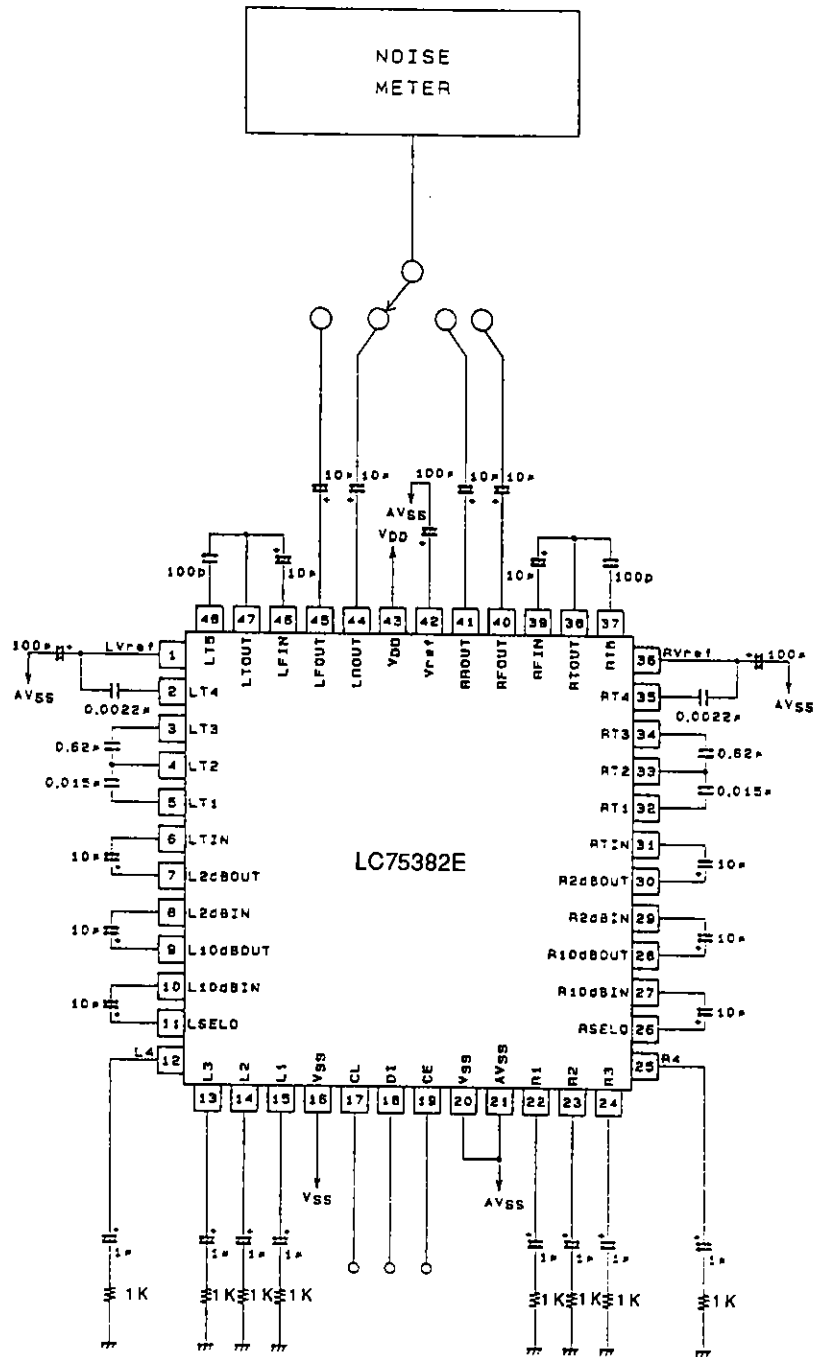 NOISE
METER
10μ
10μ
100μ
10μ
10μ
AVSS
VDD
100p
10μ
10μ
100p
48
47
46
45
44
43
42
41
40
39
38
37
LT5
LTOUT
LFIN
LFOUT
LROUT
VDD
Vref
RROUT
RFOUT
RFIN
RTOUT
RT5
100μ
LVref
1
36
RVref
100μ
AVSS
2
LT4
RT4
35
AVSS
0.0022μ
0.0022μ
3
LT3
RT3
34
0.62μ
0.62μ
4
LT2
RT2
33
0.015μ
0.015μ
5
LT1
RT1
32
6
LTIN
RTIN
31
10μ
LC75382E
10μ
7
L2dBOUT
R2dBOUT
30
8
L2dBIN
R2dBIN
29
10μ
10μ
9
L10dBOUT
R10dBOUT
28
10
L10dBIN
R10dBIN
27
10μ
10μ
11
LSELO
RSELO
26
L4
12
25
R4
L3
L2
L1
VSS
CL
DI
CE
VSS
AVSS
R1
R2
R3
13
14
15
16
17
18
19
20
21
22
23
24
VSS
AVSS
1μ
1μ
1μ
1μ
1μ
1μ
1μ
1μ
1K
1K
1K
1K
1K
1K
1K
1K